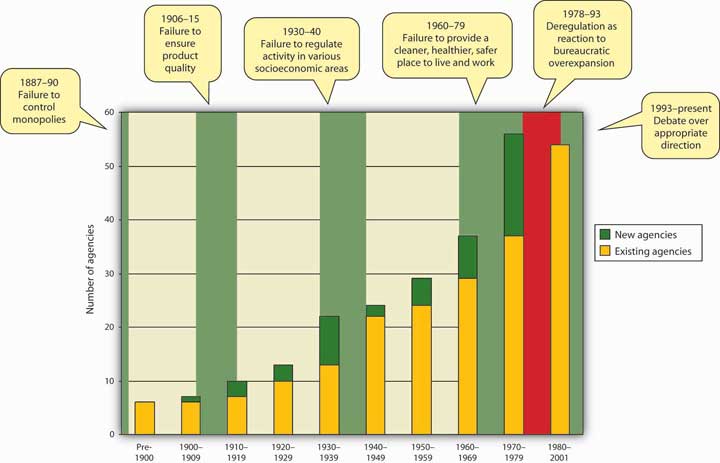 1887–90
Failure to
control
monopolies
1906–15
Failure to
ensure
product
quality
1930–40
Failure to regulate
activity in various
socioeconomic areas
1960–79
Failure to provide a
cleaner, healthier, safer
place to live and work
1978–93
Deregulation as
reaction to
bureaucratic
overexpansion
1993–present
Debate over
appropriate
direction
Number of agencies
60
50
40
30
20
10
0
New agencies
Existing agencies
Pre-
1900
1900–
1909
1910–
1919
1920–
1929
1930–
1939
1940–
1949
1950–
1959
1960–
1969
1970–
1979
1980–
2001